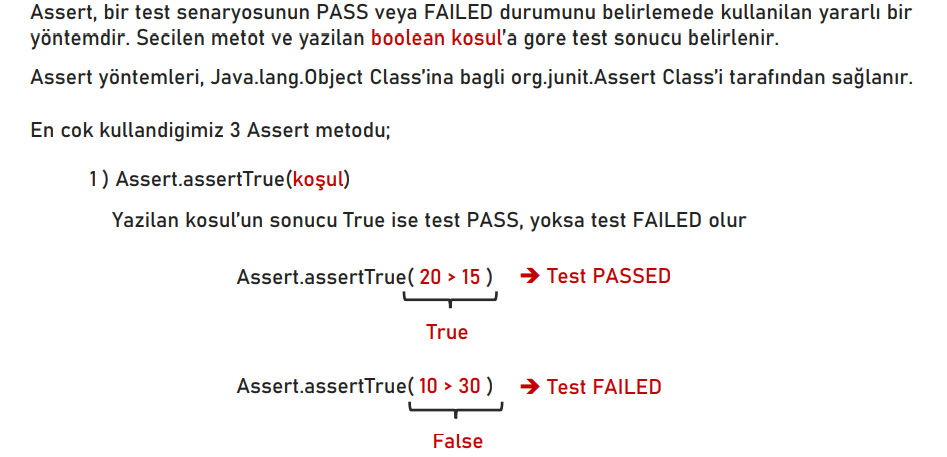 Assert, bir test senaryosunun PASS veya FAILED durumunu belirlemede kullanilan yararlı bir
yöntemdir. Secilen metot ve yazilan boolean kosul'a gore test sonucu belirlenir.
Assert yöntemleri, Java.lang.Object Class'ina bagli org.junit.Assert Class'i tarafından sağlanır.
En cok kullandigimiz 3 Assert metodu;
1 ) Assert.assertTrue(koşul)
Yazilan kosul'un sonucu True ise test PASS, yoksa test FAILED olur
Assert.assertTrue( 20 > 15 ) ➔ Test PASSED
True
Assert.assertTrue( 10 > 30 ) ➔ Test FAILED
False